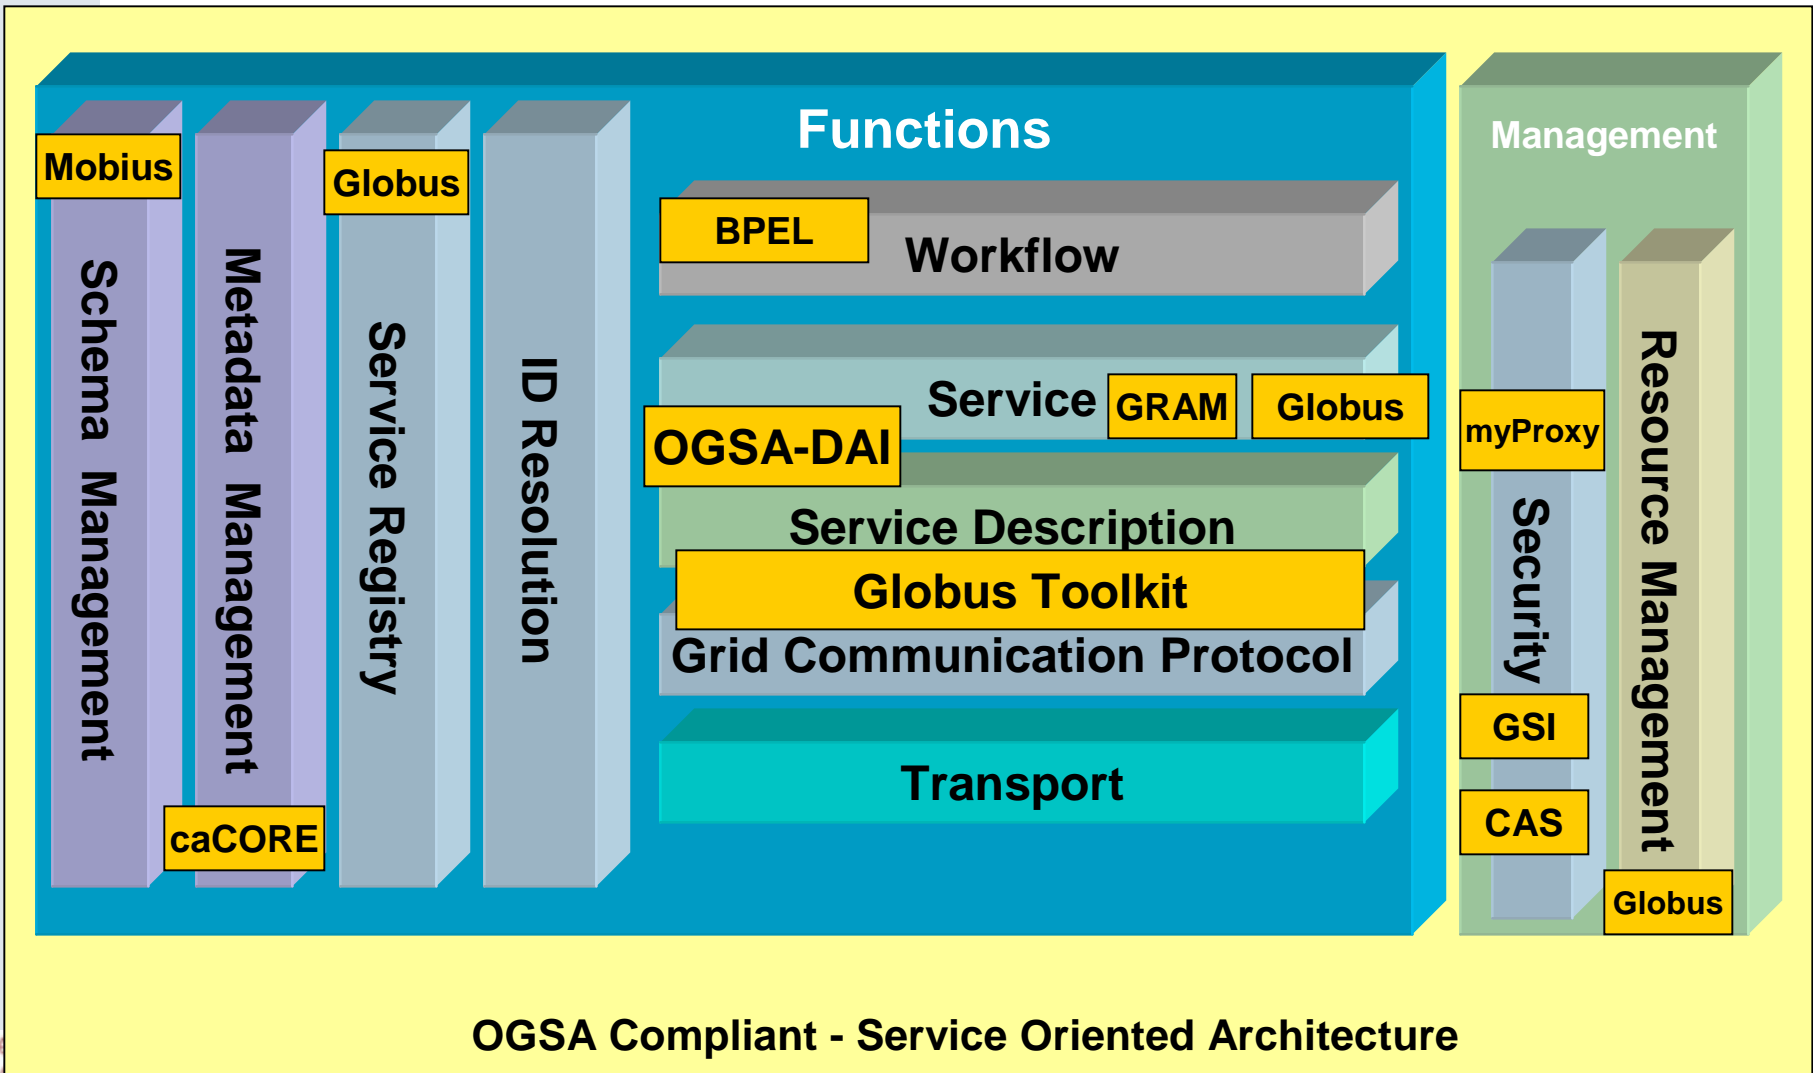 Functions
Management
Mobius
Schema Management
Metadata Management
caCORE
Globus
Service Registry
ID Resolution
BPEL
Workflow
Service
GRAM
Globus
OGSA-DAI
Service Description
Globus Toolkit
Grid Communication Protocol
Transport
myProxy
Security
GSI
CAS
Resource Management
Globus
OGSA Compliant - Service Oriented Architecture